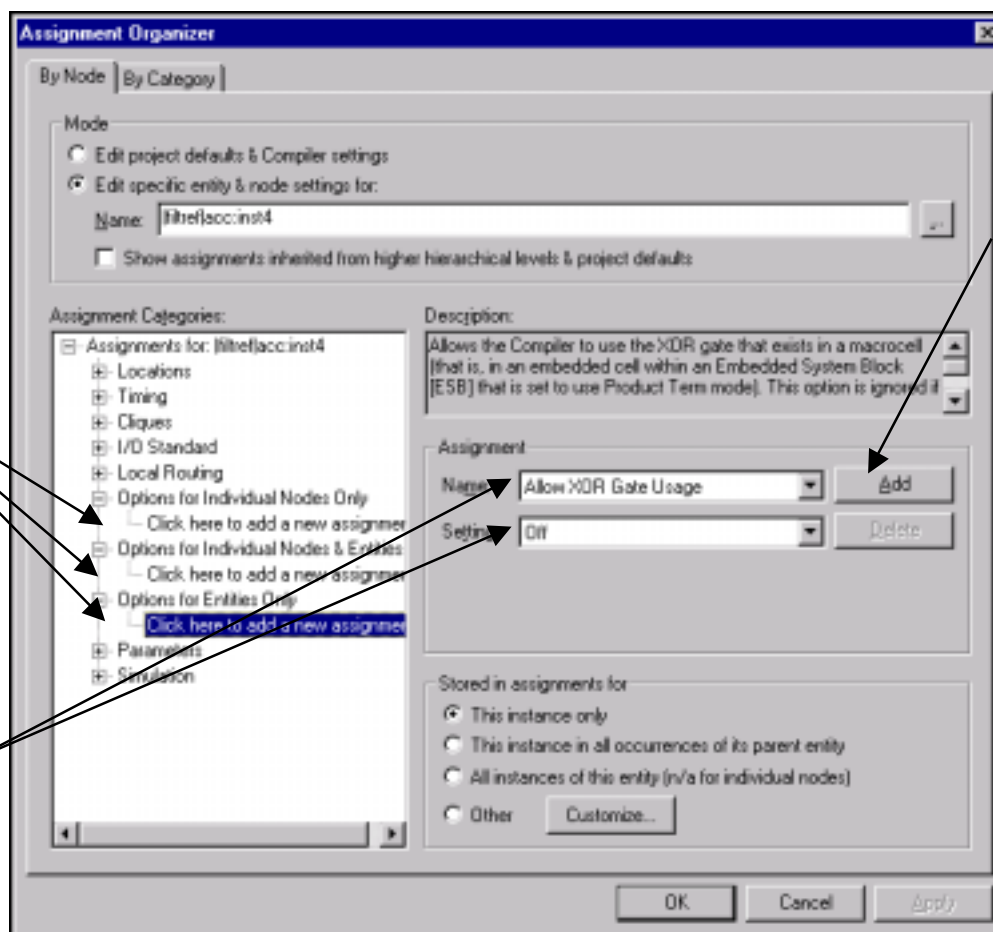 Assignment Organizer
By Node By Category
Mode
Edit project defaults & Compiler settings
Edit specific entity & node settings for:
Name: |filtref|acc:inst4 ...
Show assignments inherited from higher hierarchical levels & project defaults
Assignment Categories:
Assignments for: |filtref|acc:inst4
Locations
Timing
Cliques
I/O Standard
Local Routing
Options for Individual Nodes Only
Click here to add a new assignmer
Options for Individual Nodes & Entities
Click here to add a new assignmer
Options for Entities Only
Click here to add a new assignmer
Parameters
Simulation
Description:
Allows the Compiler to use the XOR gate that exists in a macrocell
(that is, in an embedded cell within an Embedded System Block
[ESB] that is set to use Product Term mode). This option is ignored if
Assignment
Name Allow XOR Gate Usage Add
Setting Off Delete
Stored in assignments for
This instance only
This instance in all occurrences of its parent entity
All instances of this entity (n/a for individual nodes)
Other Customize...
OK Cancel Apply